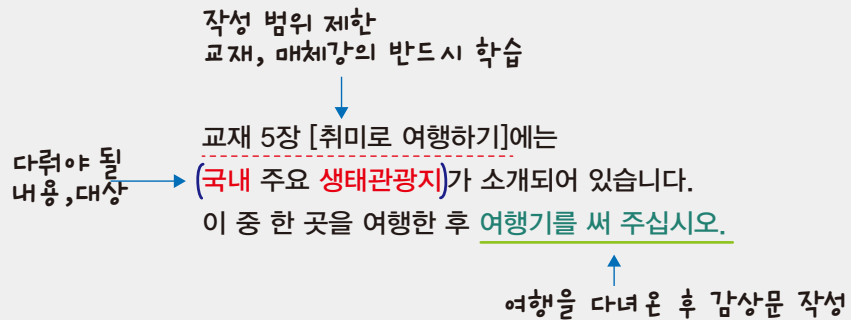 작성 범위 제한
교재, 매체강의 반드시 학습
교재 5장 [취미로 여행하기]에는
다뤄야 될
내용,대상
(국내 주요 생태관광지)가 소개되어 있습니다.
이 중 한 곳을 여행한 후 여행기를 써 주십시오.
여행을 다녀온 후 감상문 작성